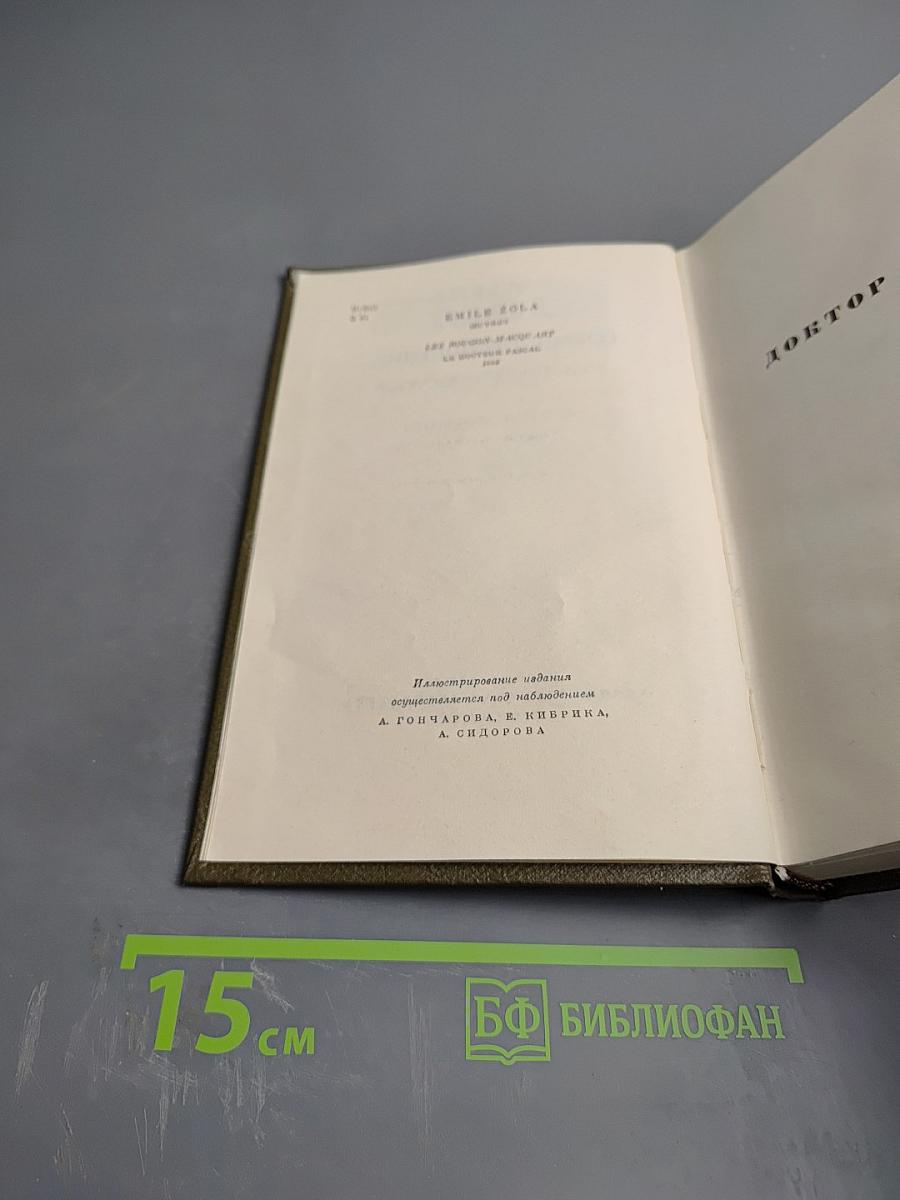 EMILE ZOLA
ŒUVRES
LES ROUGON-MACQUART
LE DOCTEUR PASCAL
ДОКТОР
Иллюстрирование издания
осуществляется под наблюдением
А. ГОНЧАРОВА, Е. КИБРИКА,
А. СИДОРОВА
15 см
БФ БИБЛИОФАН